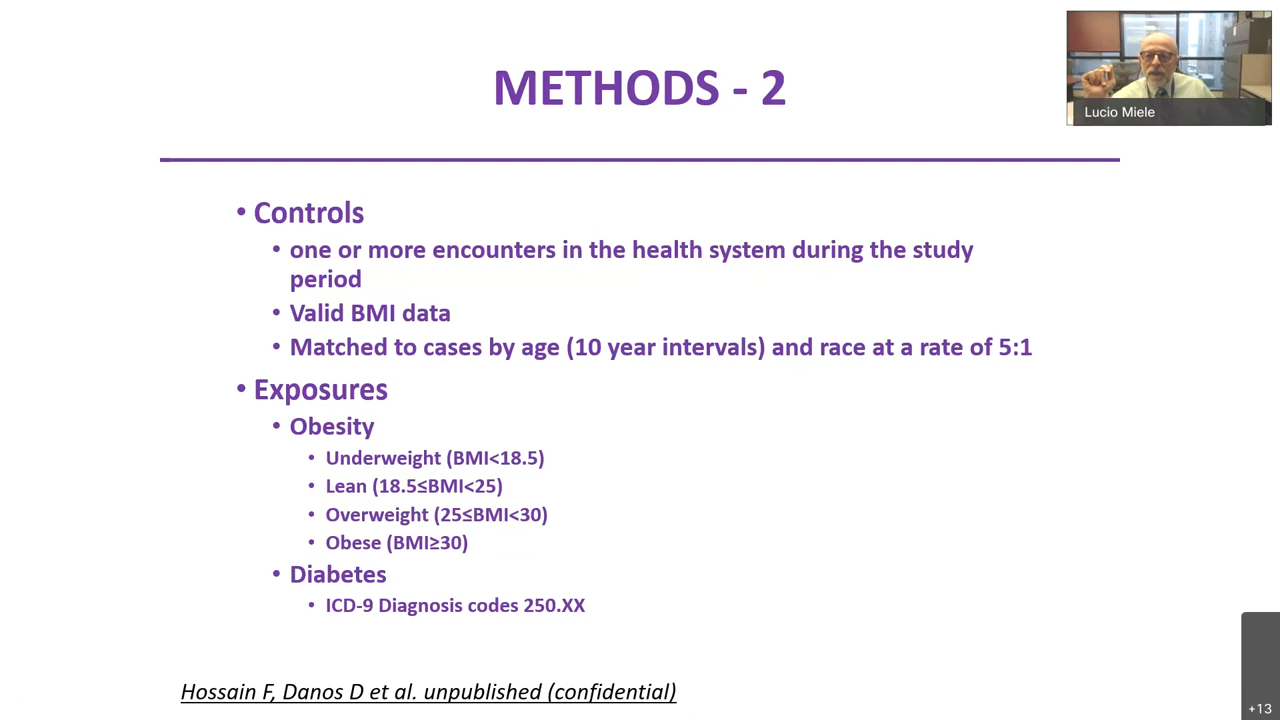 METHODS - 2
Lucio Miele
• Controls
• one or more encounters in the health system during the study
period
• Valid BMI data
• Matched to cases by age (10 year intervals) and race at a rate of 5:1
• Exposures
• Obesity
• Underweight (BMI<18.5)
• Lean (18.5≤BMI<25)
• Overweight (25≤BMI<30)
• Obese (BMI≥30)
• Diabetes
• ICD-9 Diagnosis codes 250.XX
Hossain F, Danos D et al. unpublished (confidential)
+13